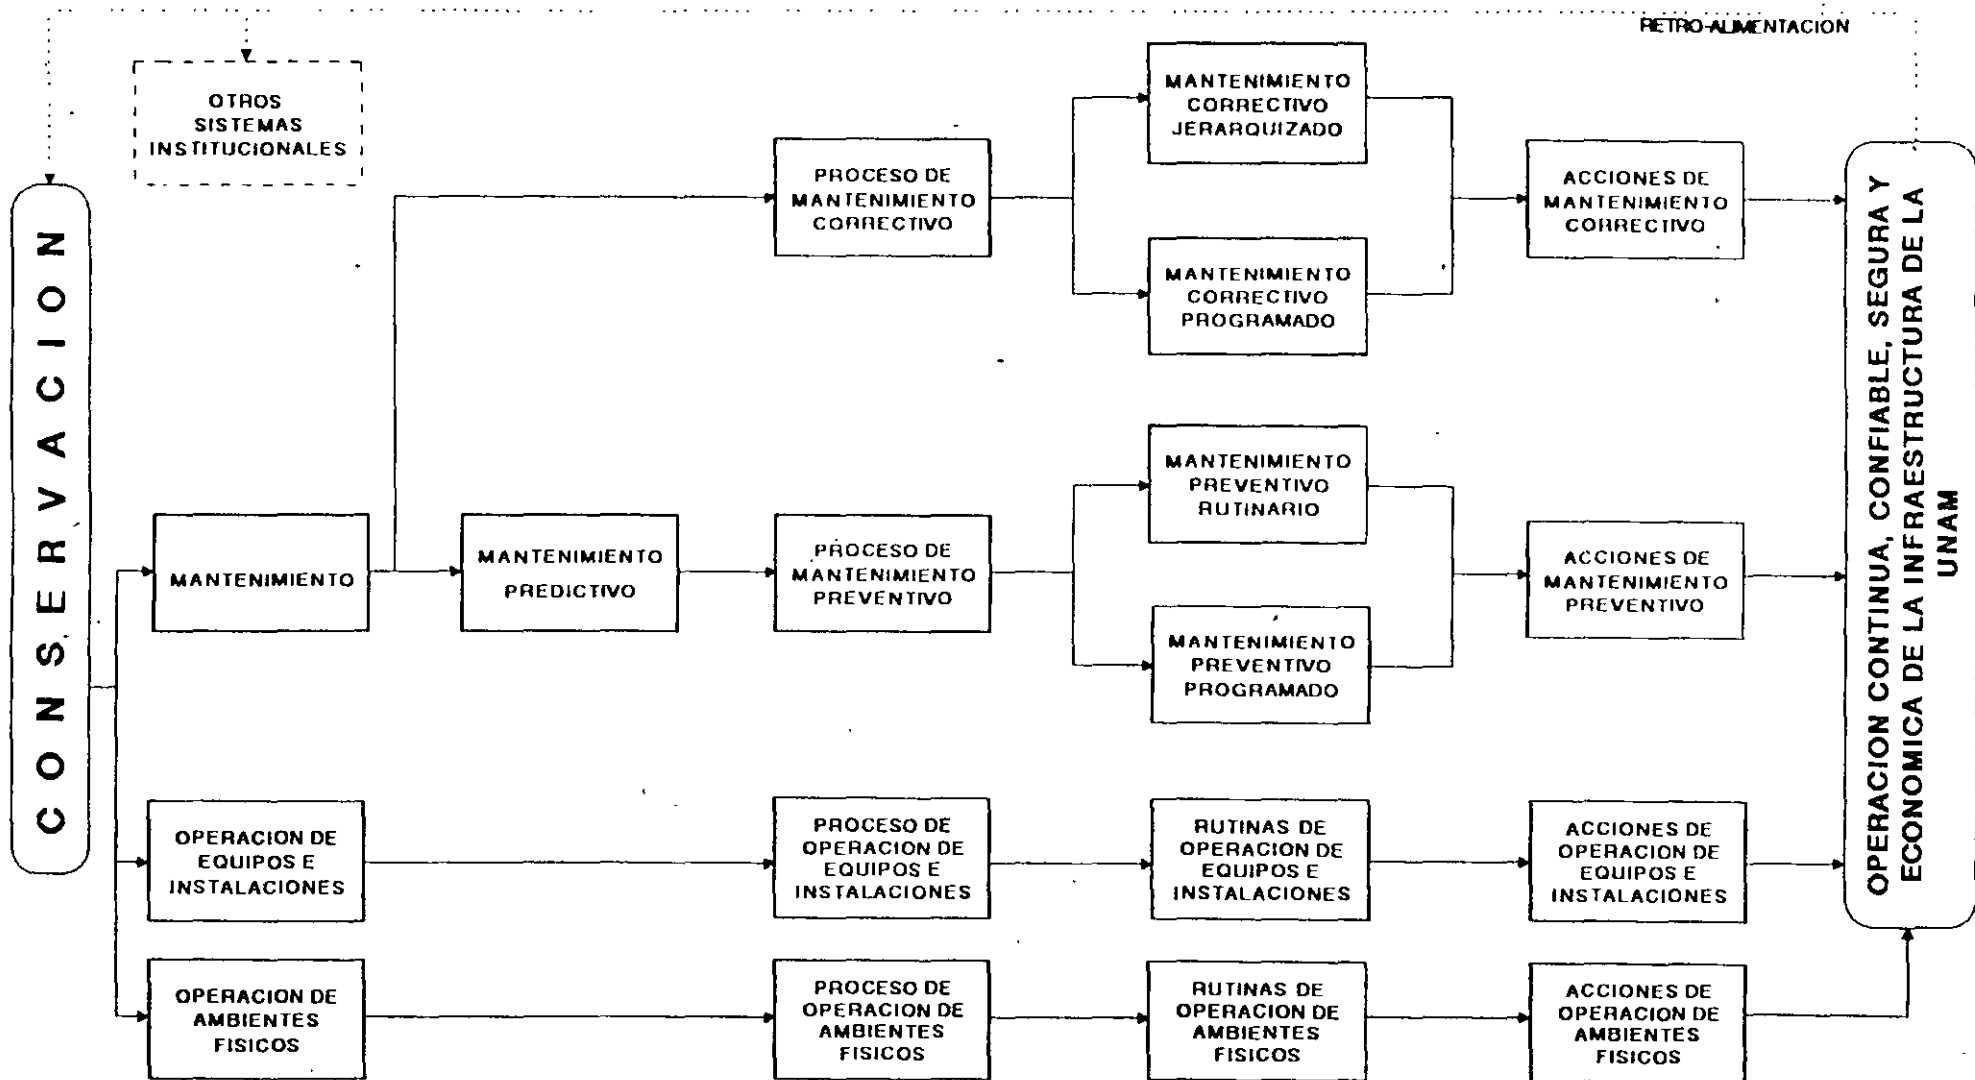 RETRO-ALIMENTACION
OTROS
SISTEMAS
INSTITUCIONALES
C O N S E R V A C I O N
MANTENIMIENTO
OPERACION DE
EQUIPOS E
INSTALACIONES
OPERACION DE
AMBIENTES
FISICOS
MANTENIMIENTO
PREDICTIVO
PROCESO DE
MANTENIMIENTO
CORRECTIVO
PROCESO DE
MANTENIMIENTO
PREVENTIVO
PROCESO DE
OPERACION DE
EQUIPOS E
INSTALACIONES
PROCESO DE
OPERACION DE
AMBIENTES
FISICOS
MANTENIMIENTO
CORRECTIVO
JERARQUIZADO
MANTENIMIENTO
CORRECTIVO
PROGRAMADO
MANTENIMIENTO
PREVENTIVO
RUTINARIO
MANTENIMIENTO
PREVENTIVO
PROGRAMADO
RUTINAS DE
OPERACION DE
EQUIPOS E
INSTALACIONES
RUTINAS DE
OPERACION DE
AMBIENTES
FISICOS
ACCIONES DE
MANTENIMIENTO
CORRECTIVO
ACCIONES DE
MANTENIMIENTO
PREVENTIVO
ACCIONES DE
OPERACION DE
EQUIPOS E
INSTALACIONES
ACCIONES DE
OPERACION DE
AMBIENTES
FISICOS
OPERACION CONTINUA, CONFIABLE, SEGURA Y
ECONOMICA DE LA INFRAESTRUCTURA DE LA
UNAM